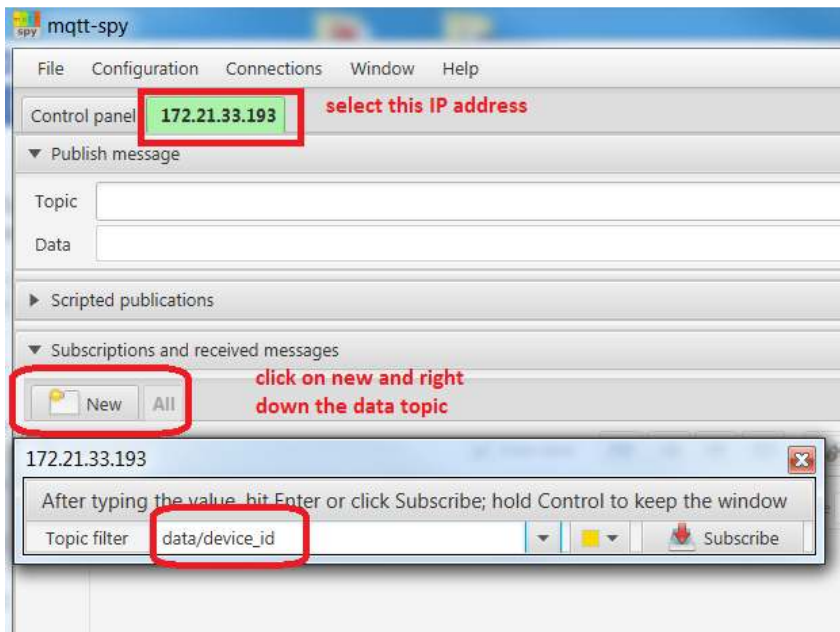 mqtt-spy
File Configuration Connections Window Help
Control panel 172.21.33.193 select this IP address
Publish message
Topic
Data
Scripted publications
Subscriptions and received messages
click on new and right
down the data topic
New All
172.21.33.193
After typing the value, hit Enter or click Subscribe; hold Control to keep the window
Topic filter data/device_id Subscribe